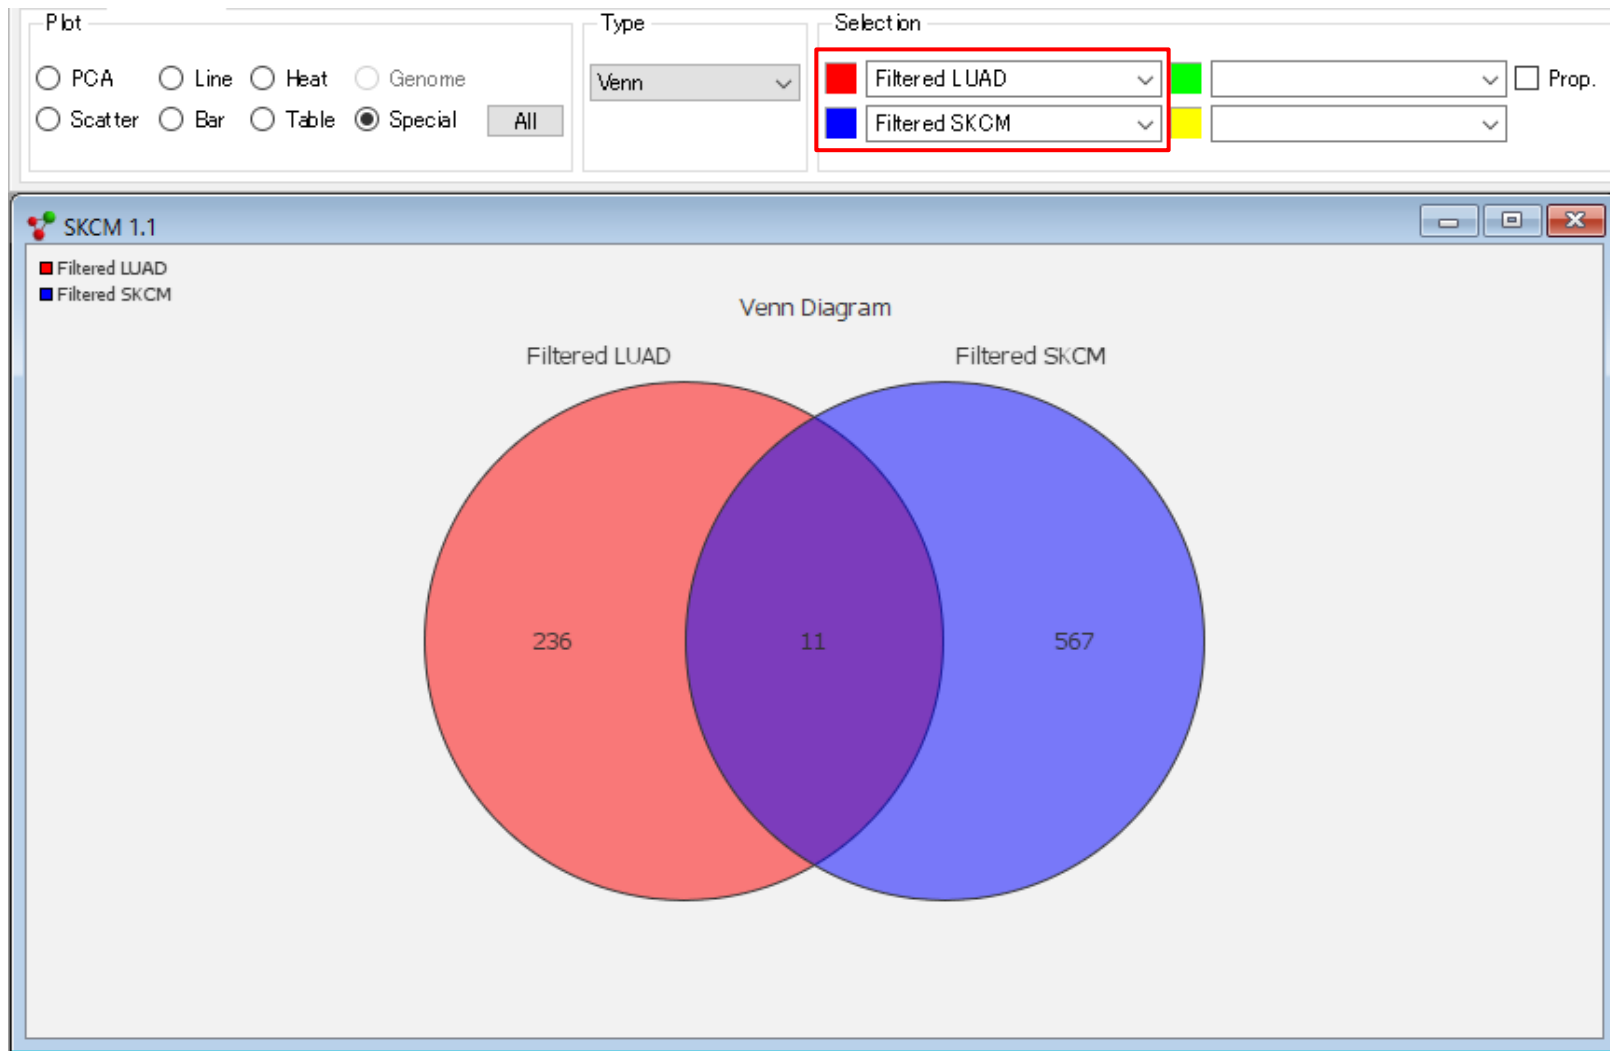 Plot
Type
Selection
PCA Line Heat Genome
Venn
Filtered LUAD
Prop.
Scatter Bar Table Special All
Filtered SKCM
SKCM 1.1
Filtered LUAD
Filtered SKCM
Venn Diagram
Filtered LUAD
Filtered SKCM
236
11
567